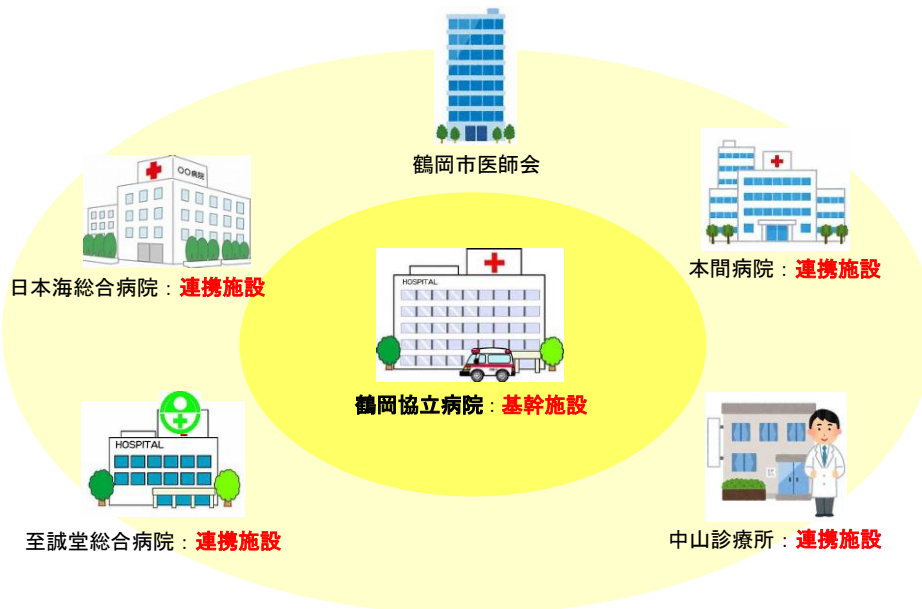 鶴岡市医師会
〇〇病院
日本海総合病院：連携施設
本間病院：連携施設
HOSPITAL
鶴岡協立病院：基幹施設
HOSPITAL
至誠堂総合病院：連携施設
中山診療所：連携施設